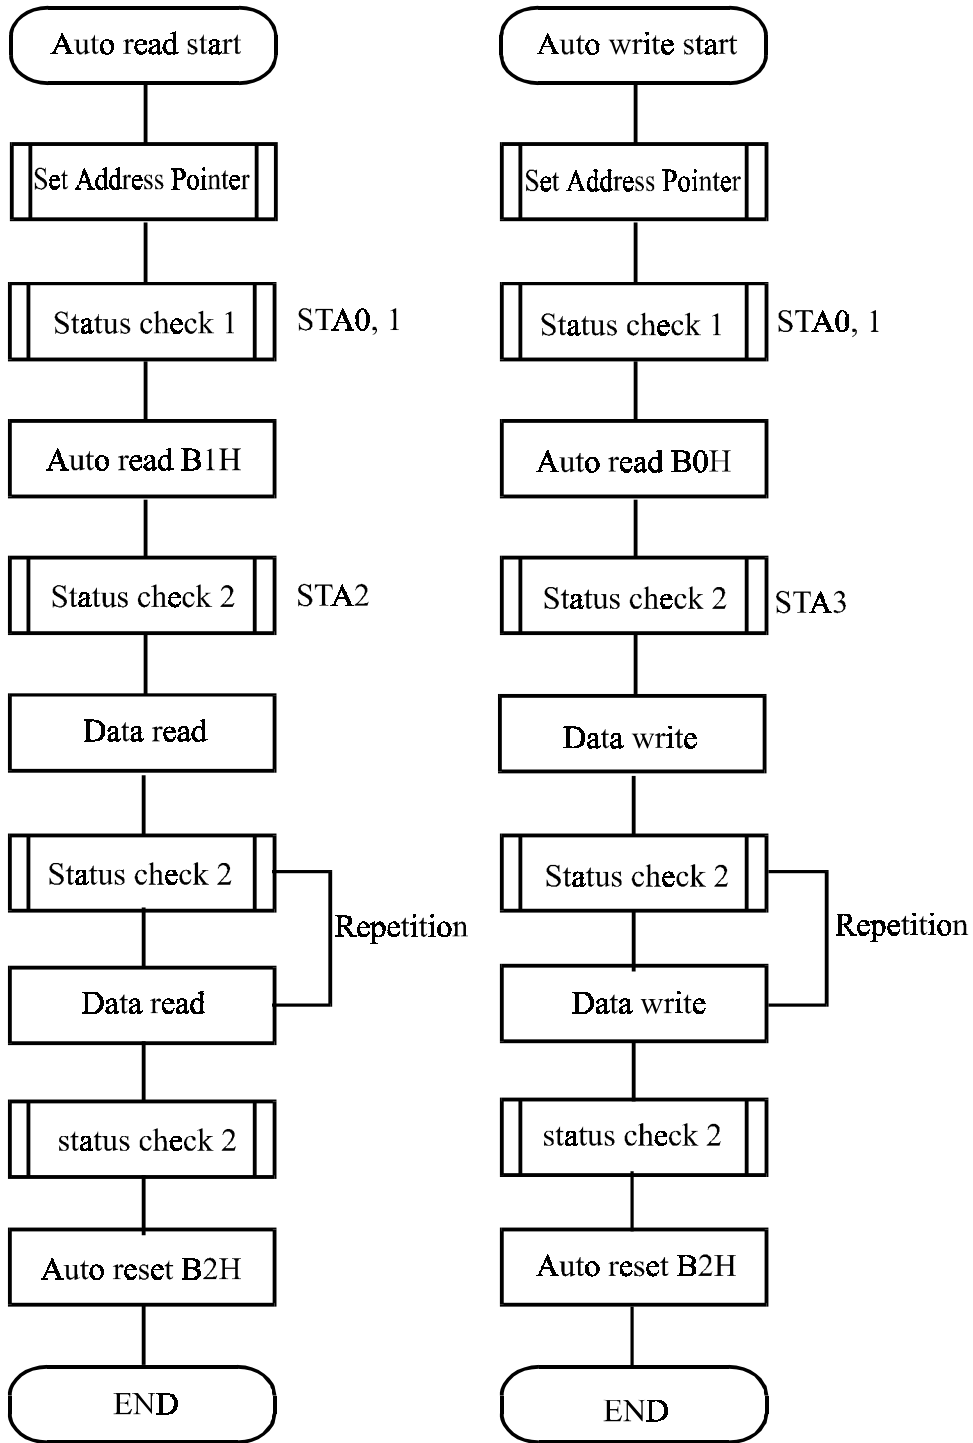 Auto read start
Set Address Pointer
Status check 1
STA0, 1
Auto read B1H
Status check 2
STA2
Data read
Status check 2
Repetition
Data read
status check 2
Auto reset B2H
END
Auto write start
Set Address Pointer
Status check 1
STA0, 1
Auto read B0H
Status check 2
STA3
Data write
Status check 2
Repetition
Data write
status check 2
Auto reset B2H
END